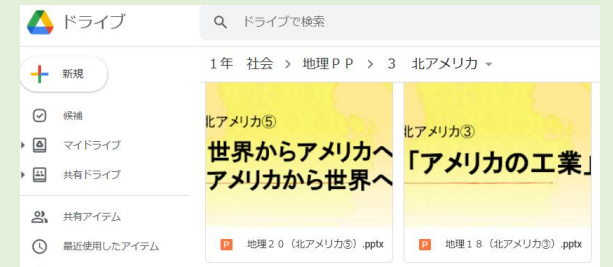 ドライブ
ドライブで検索
新規
1年 社会 > 地理PP > 3 北アメリカ
候補
マイドライブ
共有ドライブ
共有アイテム
最近使用したアイテム
北アメリカ⑤
世界からアメリカへ
アメリカから世界へ
地理20（北アメリカ⑤）.pptx
北アメリカ③
「アメリカの工業」
地理18（北アメリカ③）.pptx